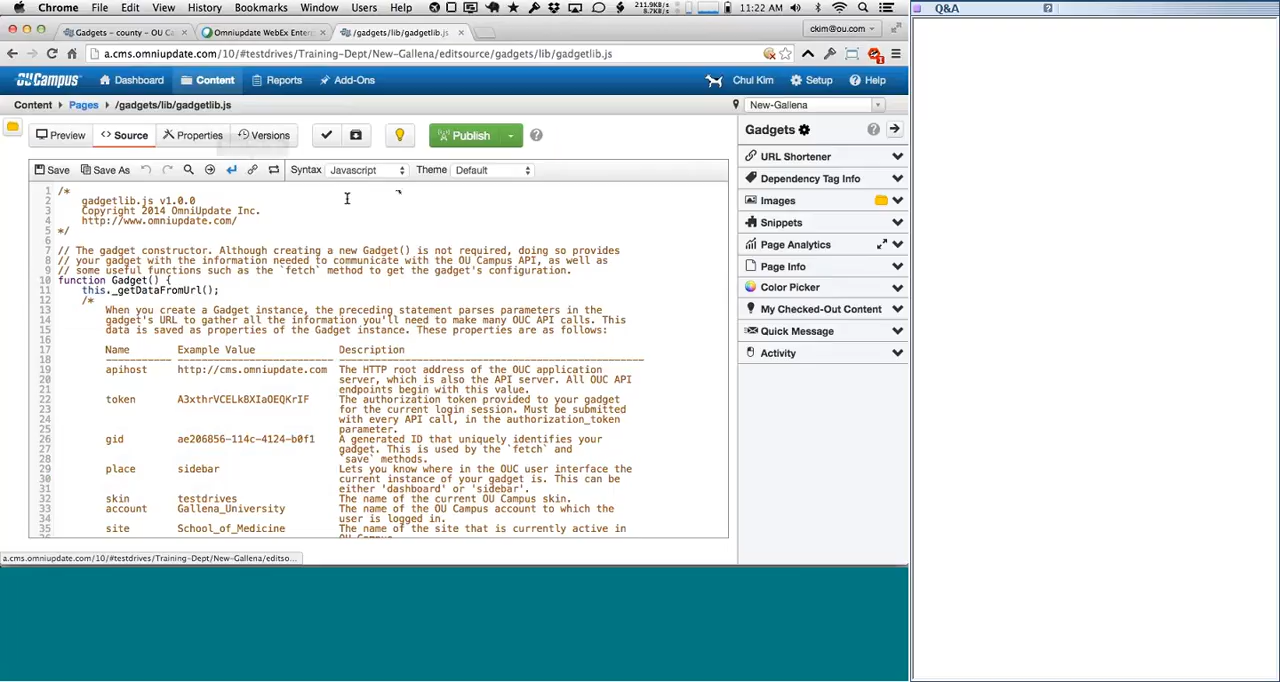 Chrome File Edit View History Bookmarks Window Users Help 211.9KB/s 8.7KB/s 11:22 AM
Gadgets – county – OU Ca
Omniupdate WebEx Enterp
/gadgets/lib/gadgetlib.js
ckim@ou.com
a.cms.omniupdate.com/10/#testdrives/Training-Dept/New-Gallena/editsource/gadgets/lib/gadgetlib.js
OU Campus Dashboard Content Reports Add-Ons Chul Kim Setup Help
Content Pages /gadgets/lib/gadgetlib.js New-Gallena
Preview Source Properties Versions Publish
Save Save As Syntax Javascript Theme Default
1 /*
2 gadgetlib.js v1.0.0
3 Copyright 2014 OmniUpdate Inc.
4 http://www.omniupdate.com/
5 */
6
7 // The gadget constructor. Although creating a new Gadget() is not required, doing so provides
8 // your gadget with the information needed to communicate with the OU Campus API, as well as
9 // some useful functions such as the `fetch` method to get the gadget's configuration.
10 function Gadget() {
11 this._getDataFromUrl();
12 /*
13 When you create a Gadget instance, the preceding statement parses parameters in the
14 gadget's URL to gather all the information you'll need to make many OUC API calls. This
15 data is saved as properties of the Gadget instance. These properties are as follows:
16
17 Name Example Value Description
18 ----------- -------------------------- ---------------------------------------------------
19 apihost http://cms.omniupdate.com The HTTP root address of the OUC application
20 server, which is also the API server. All OUC API
21 endpoints begin with this value.
22 token A3xthrVCELk8XIaOEQKrIF The authorization token provided to your gadget
23 for the current login session. Must be submitted
24 with every API call, in the authorization_token
25 parameter.
26 gid ae206856-114c-4124-b0f1 A generated ID that uniquely identifies your
27 gadget. This is used by the `fetch` and
28 `save` methods.
29 place sidebar Lets you know where in the OUC user interface the
30 current instance of your gadget is. This can be
31 either 'dashboard' or 'sidebar'.
32 skin testdrives The name of the current OU Campus skin.
33 account Gallena_University The name of the OU Campus account to which the
34 user is logged in.
35 site School_of_Medicine The name of the site that is currently active in
OU Campus.
Gadgets
URL Shortener
Dependency Tag Info
Images
Snippets
Page Analytics
Page Info
Color Picker
My Checked-Out Content
Quick Message
Activity
a.cms.omniupdate.com/10/#testdrives/Training-Dept/New-Gallena/editso...
Q&A